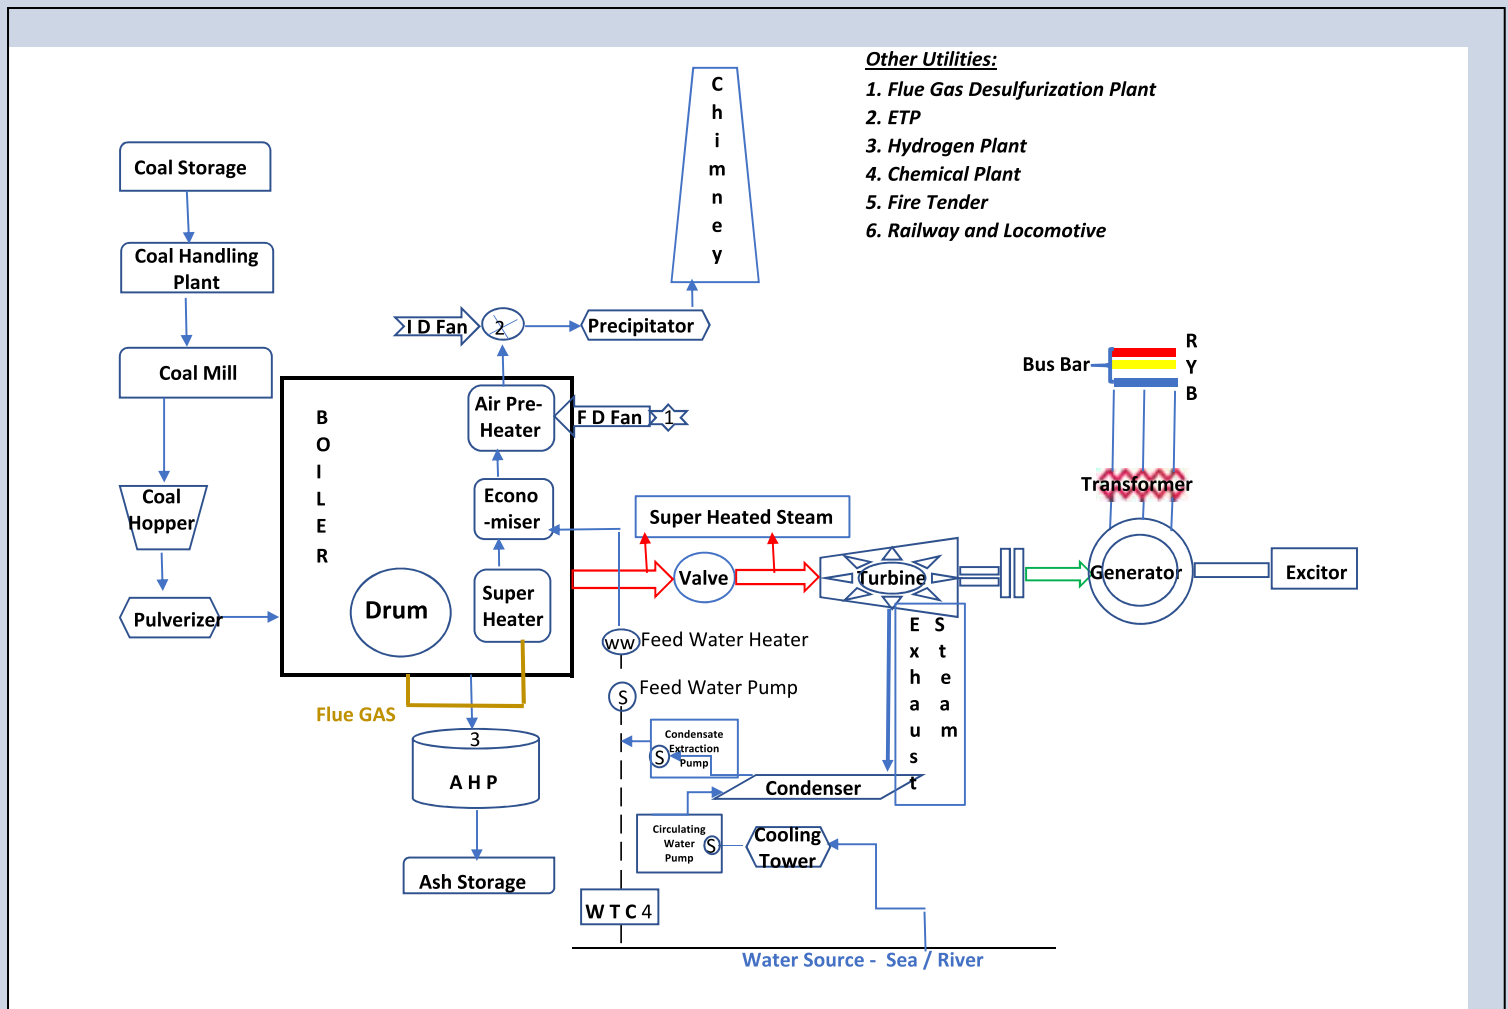 Other Utilities:
1. Flue Gas Desulfurization Plant
2. ETP
3. Hydrogen Plant
4. Chemical Plant
5. Fire Tender
6. Railway and Locomotive
Chimney
Coal Storage
Coal Handling
Plant
Coal Mill
Coal
Hopper
Pulverizer
I D Fan
2
Precipitator
BOILER
Air Pre-
Heater
F D Fan
1
Econo
-miser
Super
Heater
Drum
Flue GAS
3
A H P
Ash Storage
Super Heated Steam
Valve
Turbine
Bus Bar
R
Y
B
Transformer
Generator
Excitor
ww
Feed Water Heater
S
Feed Water Pump
Exhaust
Steam
Condensate
Extraction
Pump
S
Condenser
Circulating
Water
Pump
S
Cooling
Tower
W T C 4
Water Source - Sea / River